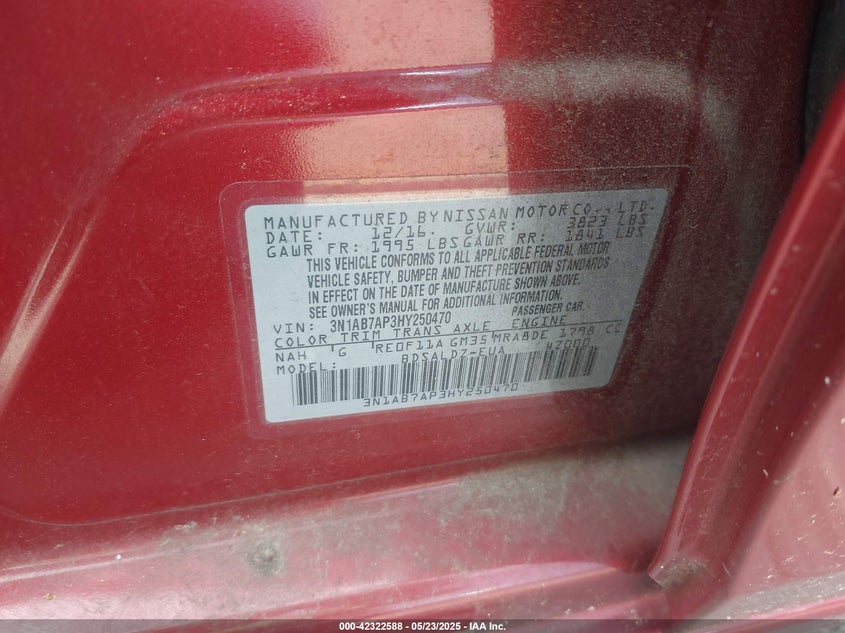 MANUFACTURED BY NISSAN MOTOR CO., LTD.
DATE: 12/16. GVWR: 3823 LBS
GAWR FR: 1995 LBS GAWR RR: 1841 LBS
THIS VEHICLE CONFORMS TO ALL APPLICABLE FEDERAL MOTOR
VEHICLE SAFETY, BUMPER AND THEFT PREVENTION STANDARDS
IN EFFECT ON THE DATE OF MANUFACTURE SHOWN ABOVE.
SEE OWNER'S MANUAL FOR ADDITIONAL INFORMATION.
VIN: 3N1AB7AP3HY250470 PASSENGER CAR.
COLOR TRIM TRANS AXLE ENGINE
NAH G RE0F11A GM35 MRA8DE 1798 CC
MODEL: BDSALDZ-EUA HZ000
3N1AB7AP3HY250470
000-42322588 - 05/23/2025 - IAA Inc.